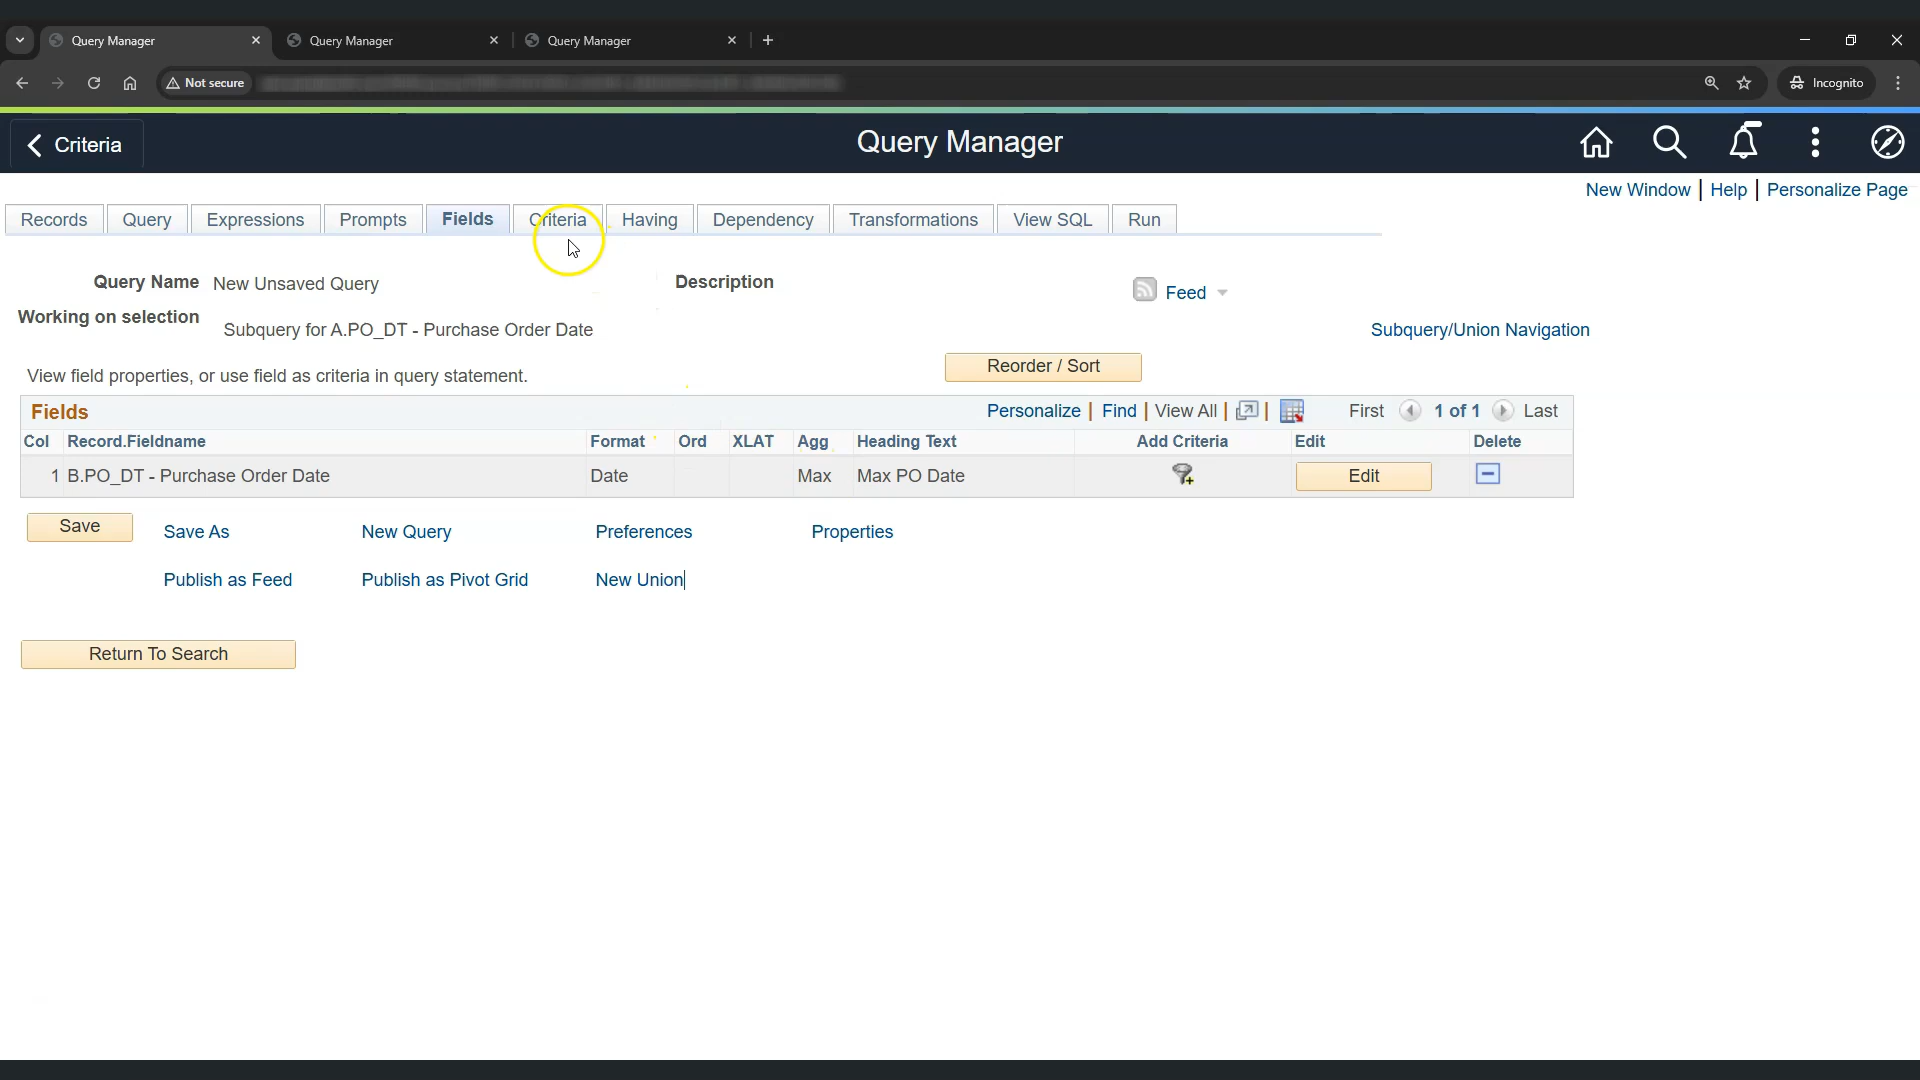 Query Manager Query Manager Query Manager
Not secure Incognito
Criteria Query Manager
New Window Help Personalize Page
Records Query Expressions Prompts Fields Criteria Having Dependency Transformations View SQL Run
Query Name New Unsaved Query Description Feed
Working on selection Subquery for A.PO_DT - Purchase Order Date Subquery/Union Navigation
View field properties, or use field as criteria in query statement. Reorder / Sort
Fields Personalize | Find | View All | | First 1 of 1 Last
Col Record.Fieldname Format Ord XLAT Agg Heading Text Add Criteria Edit Delete
1 B.PO_DT - Purchase Order Date Date Max Max PO Date Edit
Save Save As New Query Preferences Properties
Publish as Feed Publish as Pivot Grid New Union
Return To Search